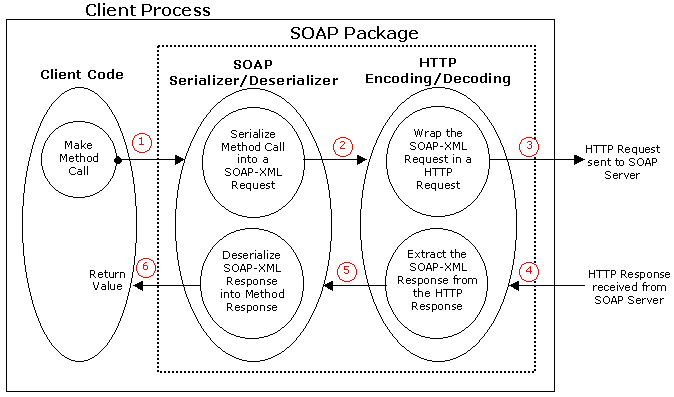 Client Process
SOAP Package
Client Code
SOAP
Serializer/Deserializer
HTTP
Encoding/Decoding
Make
Method
Call
1
Serialize
Method Call
into a
SOAP-XML
Request
2
Wrap the
SOAP-XML
Request in a
HTTP
Request
3
HTTP Request
sent to SOAP
Server
Return
Value
6
Deserialize
SOAP-XML
Response
into Method
Response
5
Extract the
SOAP-XML
Response from
the HTTP
Response
4
HTTP Response
received from
SOAP Server